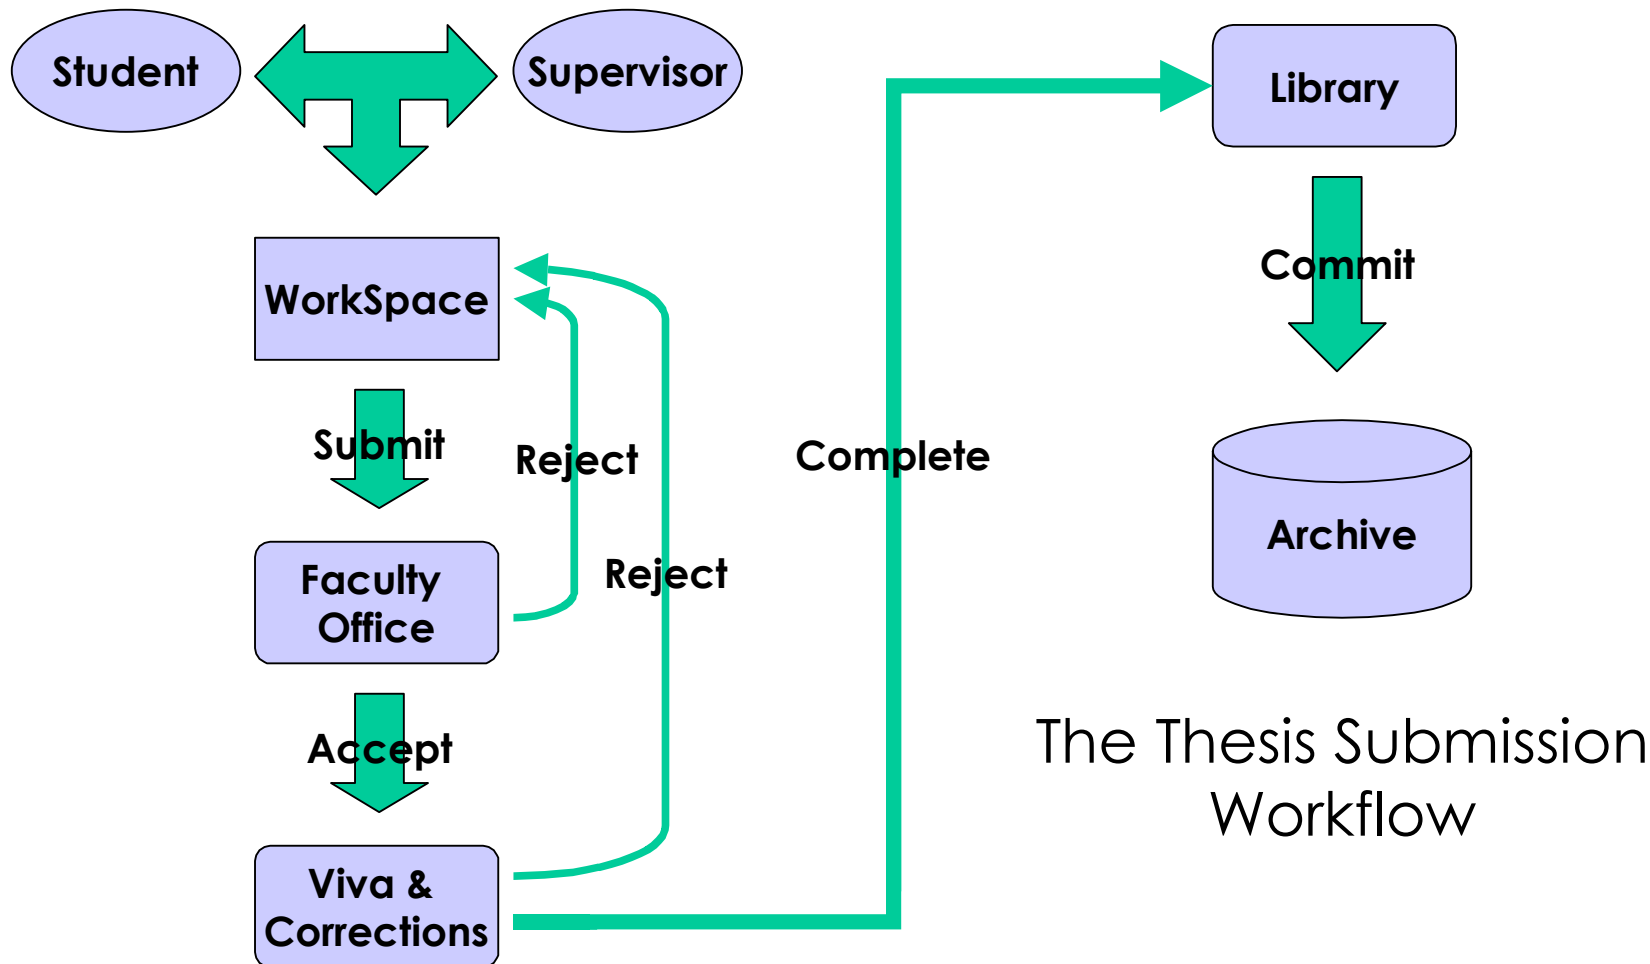 Student
Supervisor
Library
WorkSpace
Commit
Submit
Reject
Complete
Archive
Faculty
Office
Reject
Accept
The Thesis Submission
Workflow
Viva &
Corrections